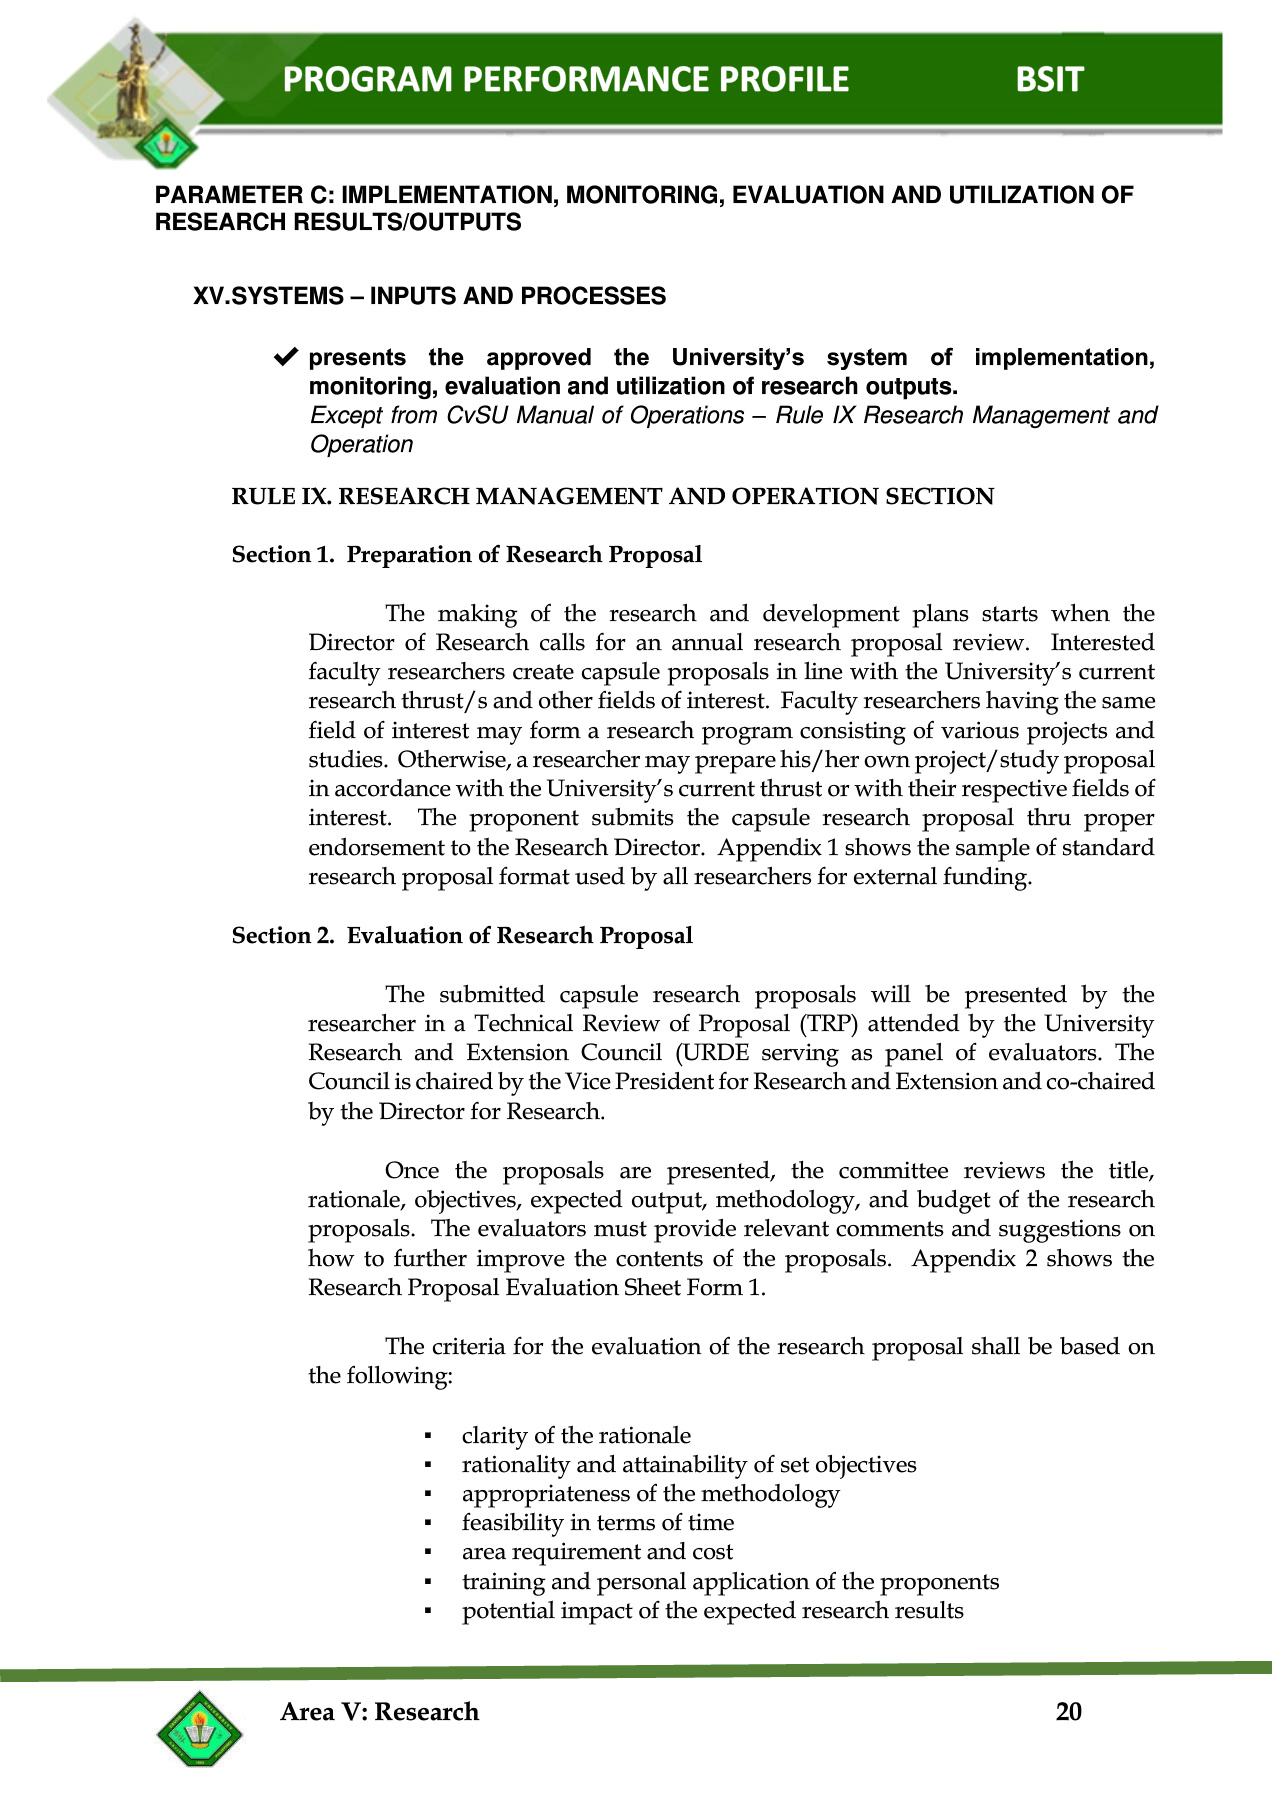 PROGRAM PERFORMANCE PROFILE BSIT
PARAMETER C: IMPLEMENTATION, MONITORING, EVALUATION AND UTILIZATION OF
RESEARCH RESULTS/OUTPUTS
XV.SYSTEMS – INPUTS AND PROCESSES
✔ presents the approved the University’s system of implementation,
monitoring, evaluation and utilization of research outputs.
Except from CvSU Manual of Operations – Rule IX Research Management and
Operation
RULE IX. RESEARCH MANAGEMENT AND OPERATION SECTION
Section 1. Preparation of Research Proposal
The making of the research and development plans starts when the
Director of Research calls for an annual research proposal review. Interested
faculty researchers create capsule proposals in line with the University’s current
research thrust/s and other fields of interest. Faculty researchers having the same
field of interest may form a research program consisting of various projects and
studies. Otherwise, a researcher may prepare his/her own project/study proposal
in accordance with the University’s current thrust or with their respective fields of
interest. The proponent submits the capsule research proposal thru proper
endorsement to the Research Director. Appendix 1 shows the sample of standard
research proposal format used by all researchers for external funding.
Section 2. Evaluation of Research Proposal
The submitted capsule research proposals will be presented by the
researcher in a Technical Review of Proposal (TRP) attended by the University
Research and Extension Council (URDE serving as panel of evaluators. The
Council is chaired by the Vice President for Research and Extension and co-chaired
by the Director for Research.
Once the proposals are presented, the committee reviews the title,
rationale, objectives, expected output, methodology, and budget of the research
proposals. The evaluators must provide relevant comments and suggestions on
how to further improve the contents of the proposals. Appendix 2 shows the
Research Proposal Evaluation Sheet Form 1.
The criteria for the evaluation of the research proposal shall be based on
the following:
▪ clarity of the rationale
▪ rationality and attainability of set objectives
▪ appropriateness of the methodology
▪ feasibility in terms of time
▪ area requirement and cost
▪ training and personal application of the proponents
▪ potential impact of the expected research results
Area V: Research 20